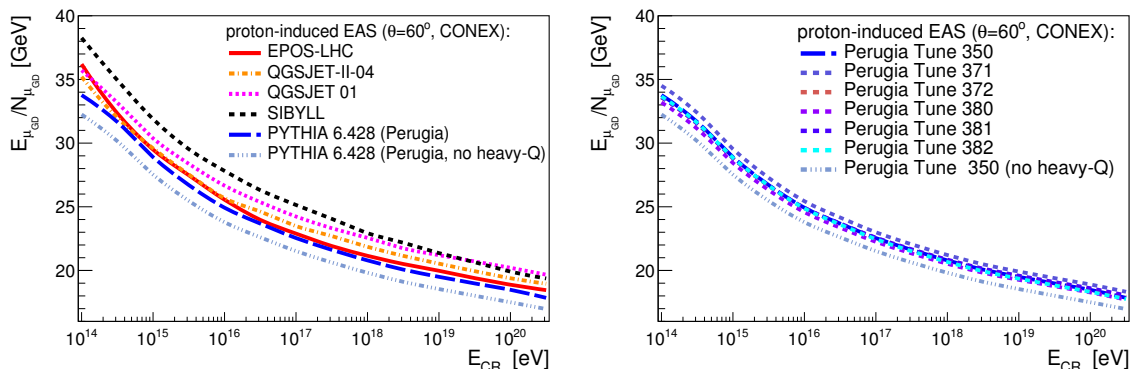 proton-induced EAS (θ=60°, CONEX):
EPOS-LHC
QGSJET-II-04
QGSJET 01
SIBYLL
PYTHIA 6.428 (Perugia)
PYTHIA 6.428 (Perugia, no heavy-Q)
E_{μ_{GD}}/N_{μ_{GD}} [GeV]
40
35
30
25
20
10^{14} 10^{15} 10^{16} 10^{17} 10^{18} 10^{19} 10^{20}
E_{CR} [eV]
proton-induced EAS (θ=60°, CONEX):
Perugia Tune 350
Perugia Tune 371
Perugia Tune 372
Perugia Tune 380
Perugia Tune 381
Perugia Tune 382
Perugia Tune 350 (no heavy-Q)
E_{μ_{GD}}/N_{μ_{GD}} [GeV]
40
35
30
25
20
10^{14} 10^{15} 10^{16} 10^{17} 10^{18} 10^{19} 10^{20}
E_{CR} [eV]